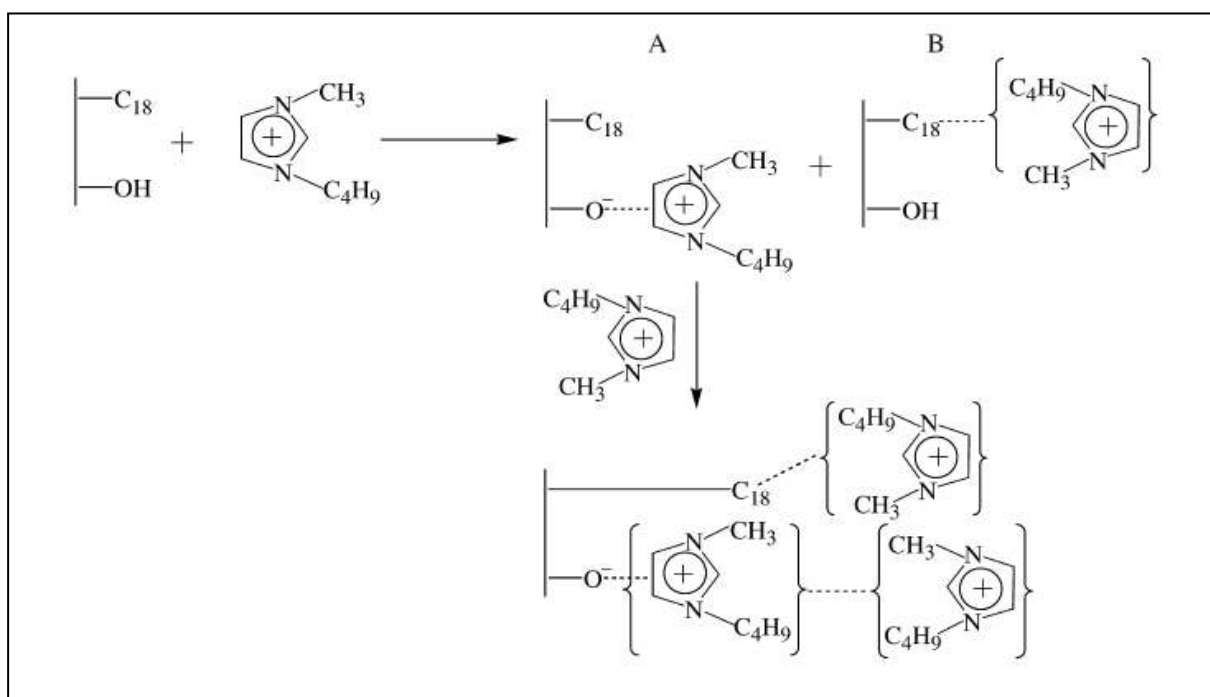 A B
C₁₈ + N CH₃ + N C₄H₉ C₁₈ N CH₃ + N C₄H₉ + C₁₈ C₄H₉ N + CH₃ N
OH O⁻ OH
C₄H₉ N + CH₃ N
C₁₈ C₄H₉ N + CH₃ N
O⁻ N CH₃ + N C₄H₉ CH₃ N + C₄H₉ N